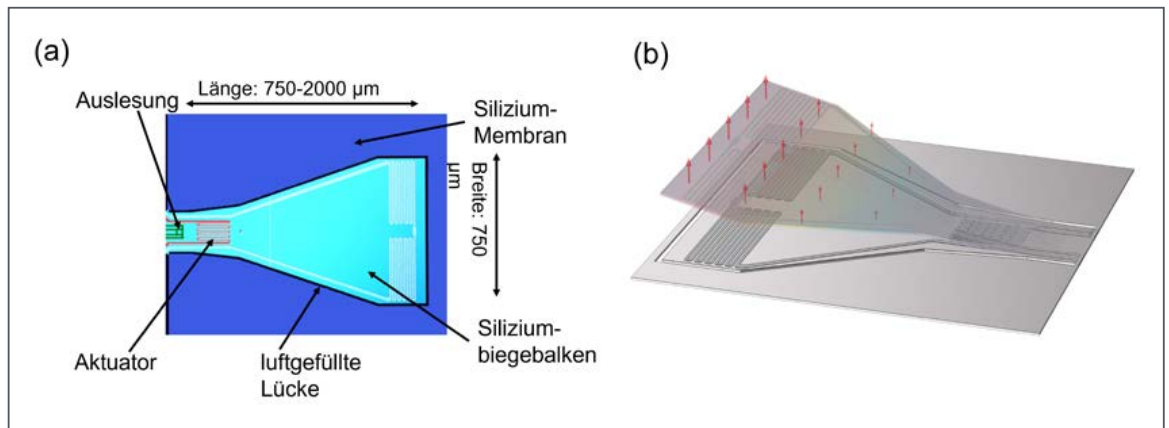 (a)
Länge: 750-2000 µm
Auslesung
Silizium-
Membran
Breite: 750
µm
Silizium-
biegebalken
Aktuator
luftgefüllte
Lücke
(b)